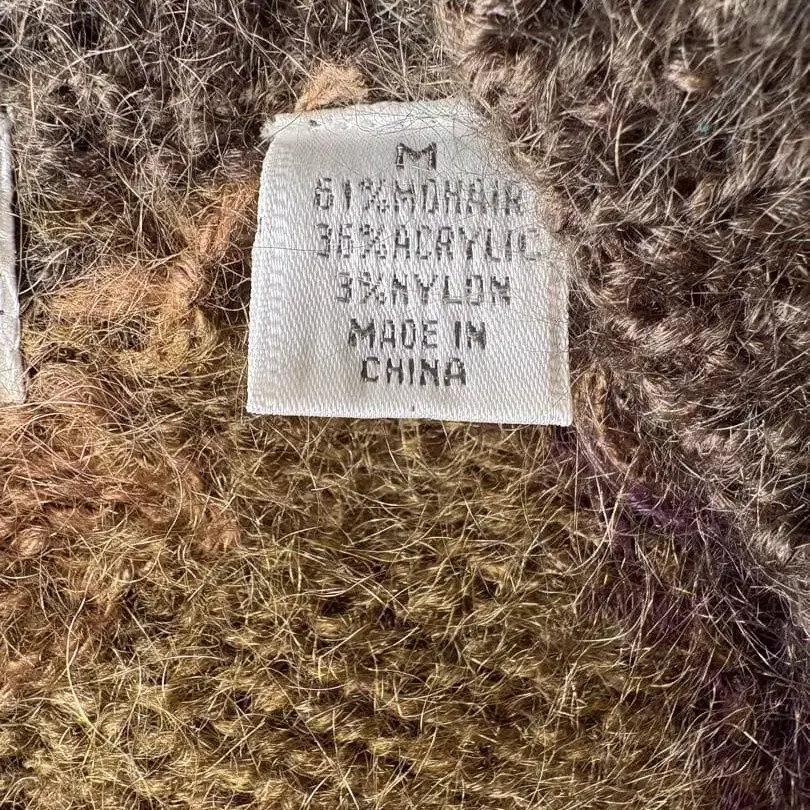 M
61%MOHAIR
36%ACRYLIC
3%NYLON
MADE IN
CHINA